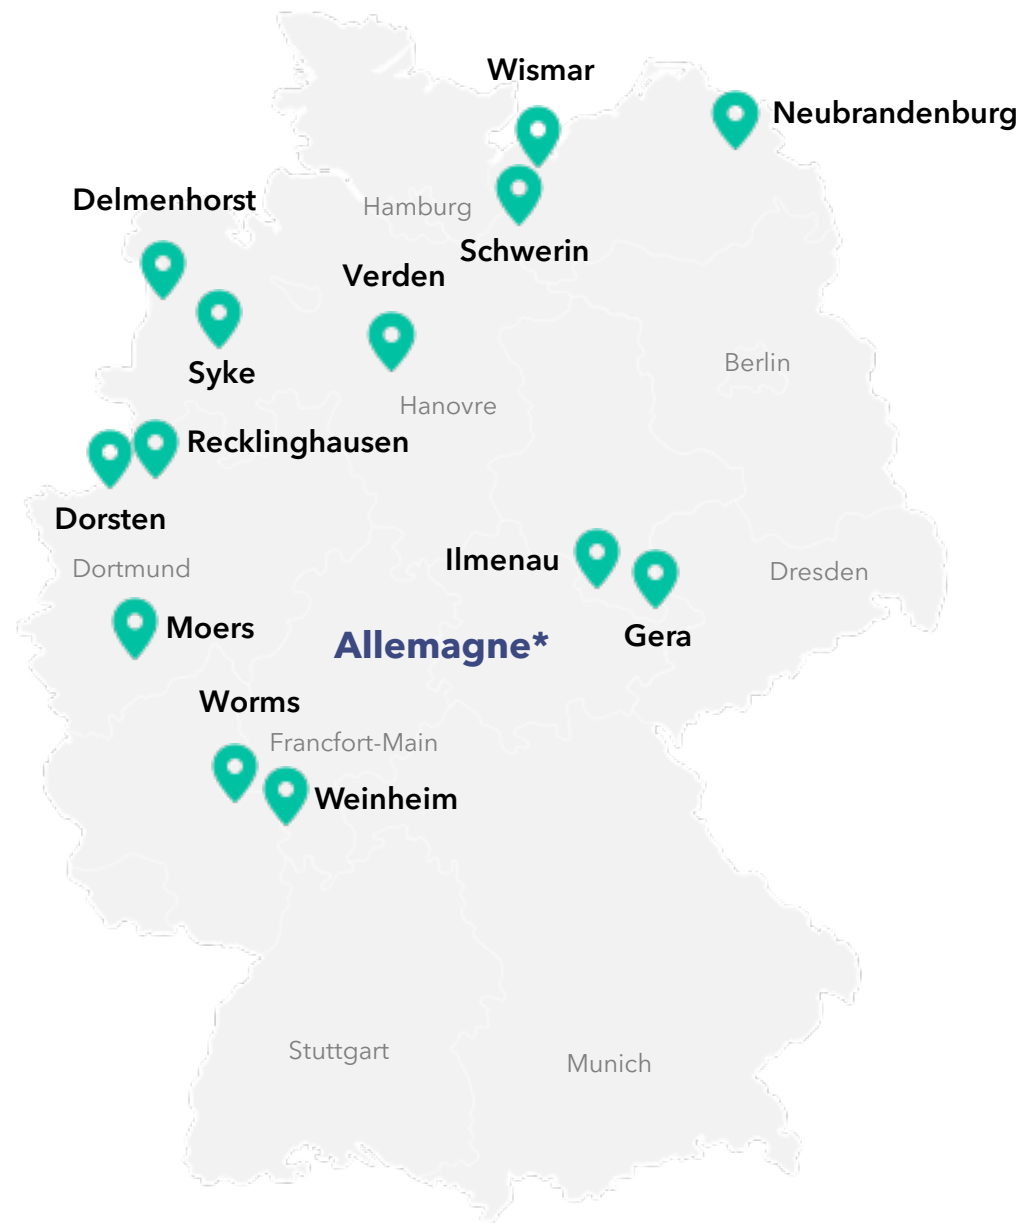 Wismar
Neubrandenburg
Delmenhorst
Hamburg
Schwerin
Verden
Berlin
Syke
Hanovre
Recklinghausen
Dorsten
Ilmenau
Dortmund
Dresden
Moers
Gera
Allemagne*
Worms
Francfort-Main
Weinheim
Stuttgart
Munich